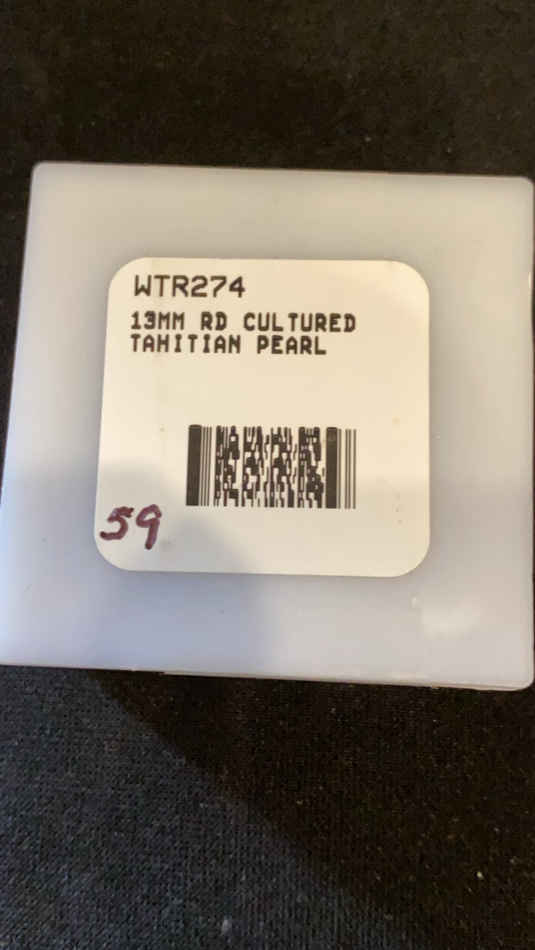 WTR274
13MM RD CULTURED
TAHITIAN PEARL
59